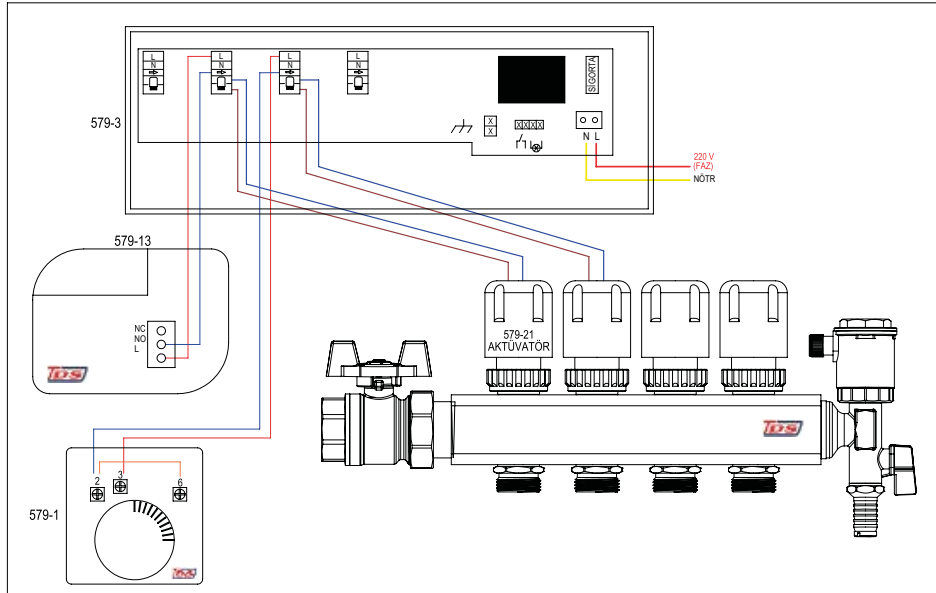 L
N
L
N
L
N
L
N
SİGORTA
579-3
X
X
X X X X
N L
220 V
(FAZ)
NÖTR
579-13
NC
NO
L
TDS
579-21
AKTÜVATÖR
TDS
2
3
6
579-1
TDS